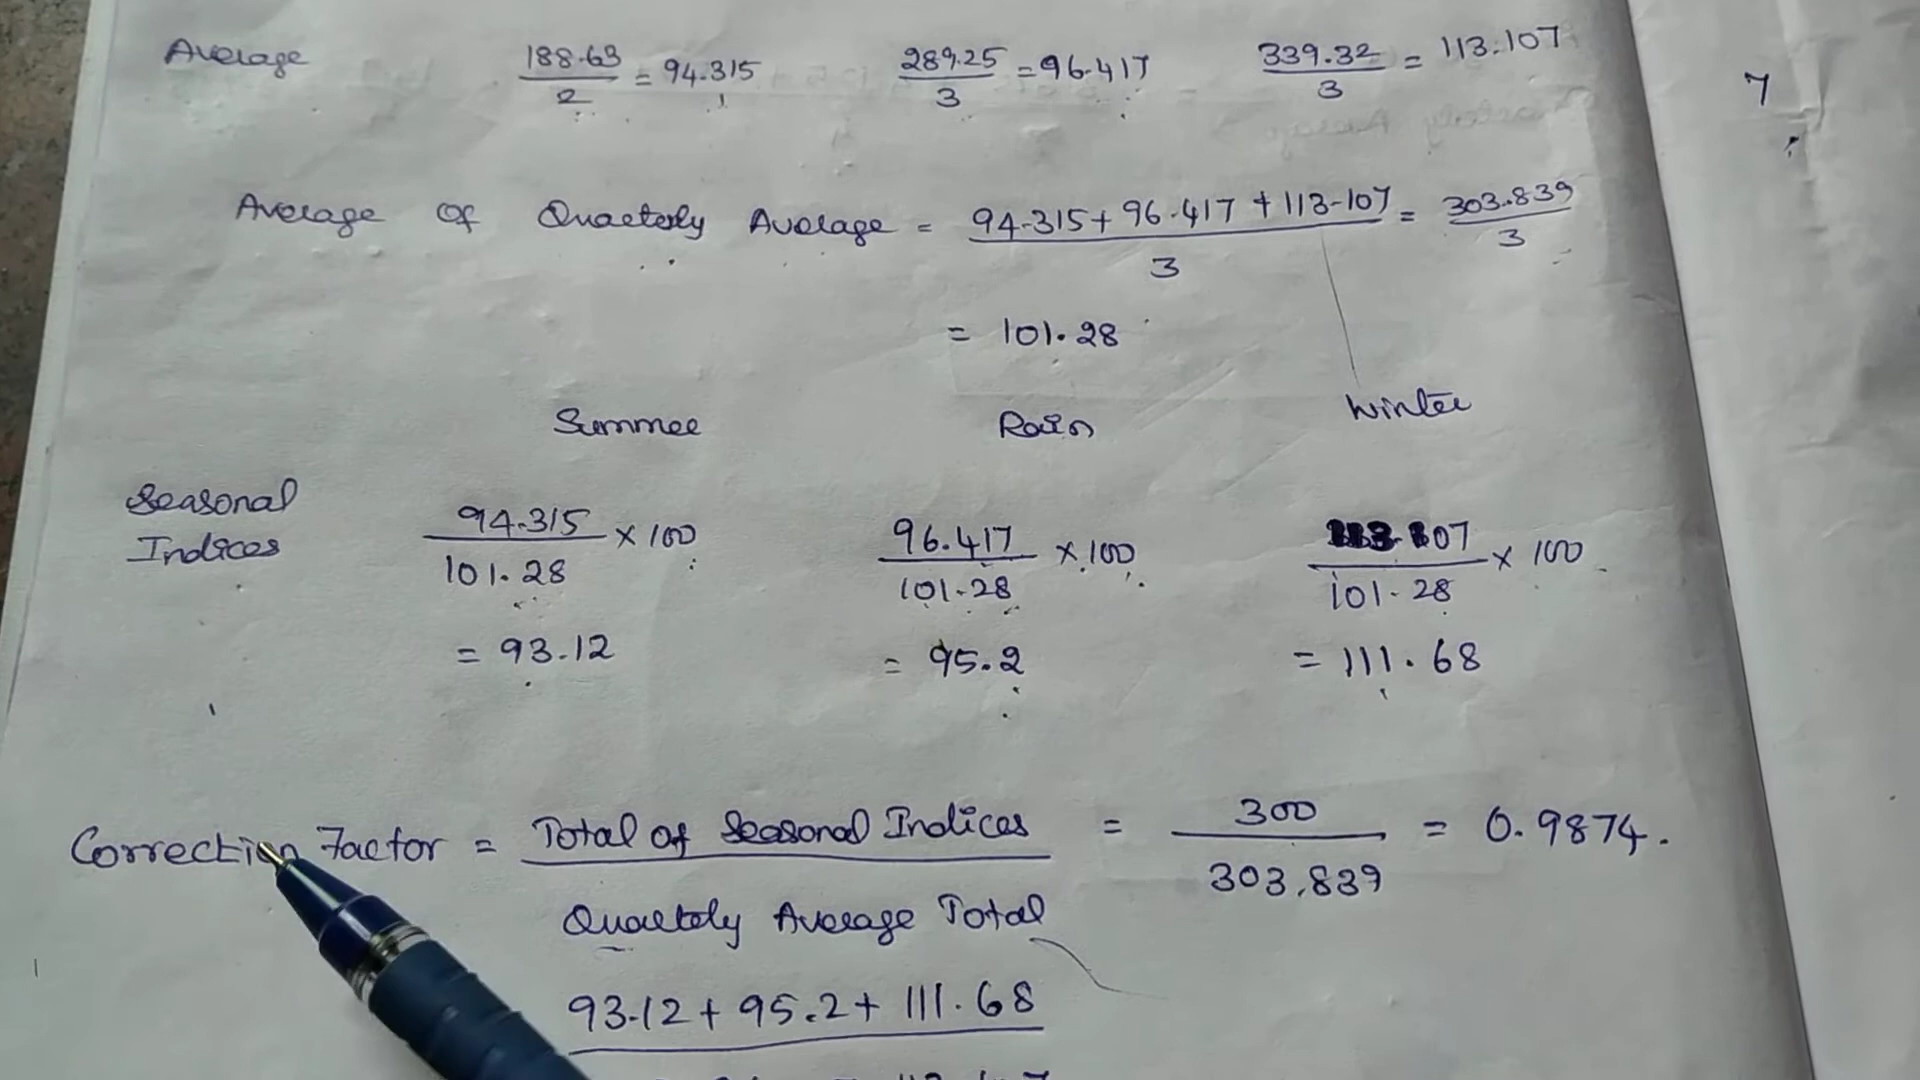 Average 188.63/2 = 94.315 289.25/3 = 96.417 339.32/3 = 113.107
7
Average of Quarterly Average = 94.315 + 96.417 + 113.107 / 3 = 303.839 / 3
= 101.28
Summer Rain Winter
Seasonal Indices 94.315/101.28 × 100 96.417/101.28 × 100 113.107/101.28 × 100
= 93.12 = 95.2 = 111.68
Correction Factor = Total of Seasonal Indices / Quartely Average Total = 300 / 303.839 = 0.9874.
93.12 + 95.2 + 111.68